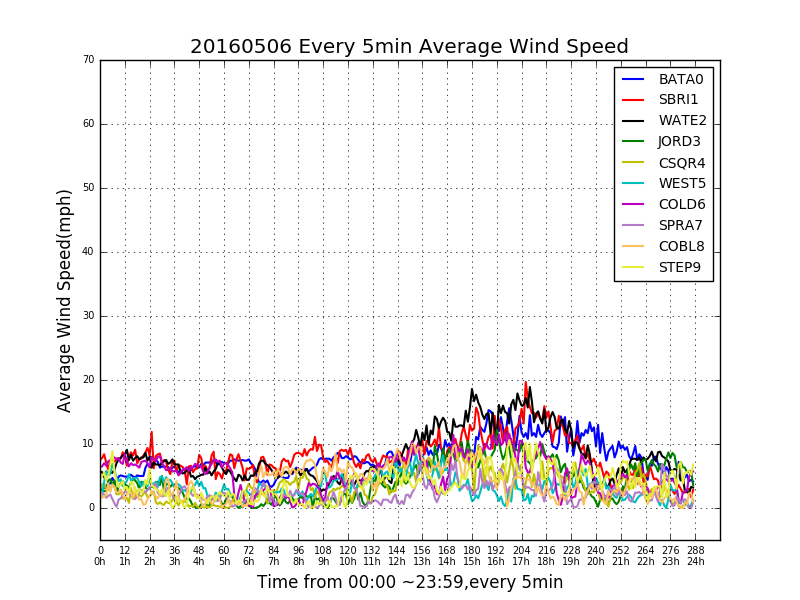 20160506 Every 5min Average Wind Speed
70
60
50
40
30
20
10
0
Average Wind Speed(mph)
BATA0
SBRI1
WATE2
JORD3
CSQR4
WEST5
COLD6
SPRA7
COBL8
STEP9
0 12 24 36 48 60 72 84 96 108 120 132 144 156 168 180 192 204 216 228 240 252 264 276 288
0h 1h 2h 3h 4h 5h 6h 7h 8h 9h 10h 11h 12h 13h 14h 15h 16h 17h 18h 19h 20h 21h 22h 23h 24h
Time from 00:00 ~23:59,every 5min